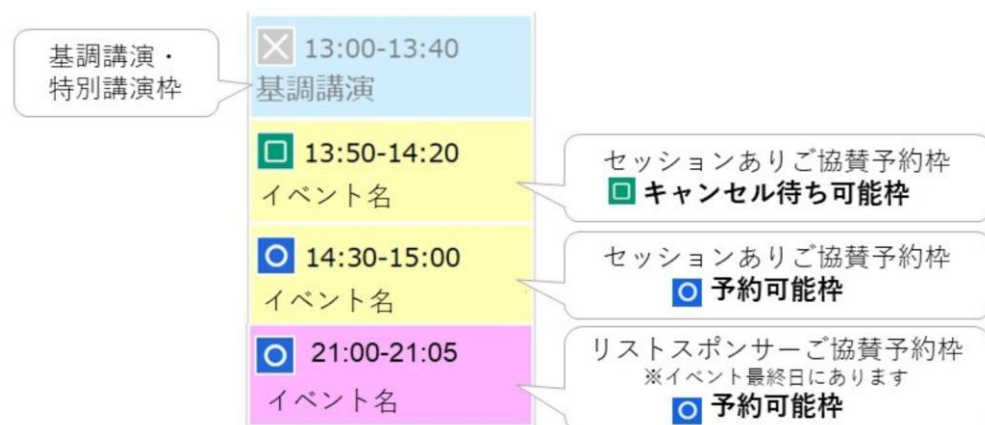 基調講演・
特別講演枠
13:00-13:40
基調講演
13:50-14:20
イベント名
セッションありご協賛予約枠
キャンセル待ち可能枠
14:30-15:00
イベント名
セッションありご協賛予約枠
予約可能枠
21:00-21:05
イベント名
リストスポンサーご協賛予約枠
※イベント最終日にあります
予約可能枠